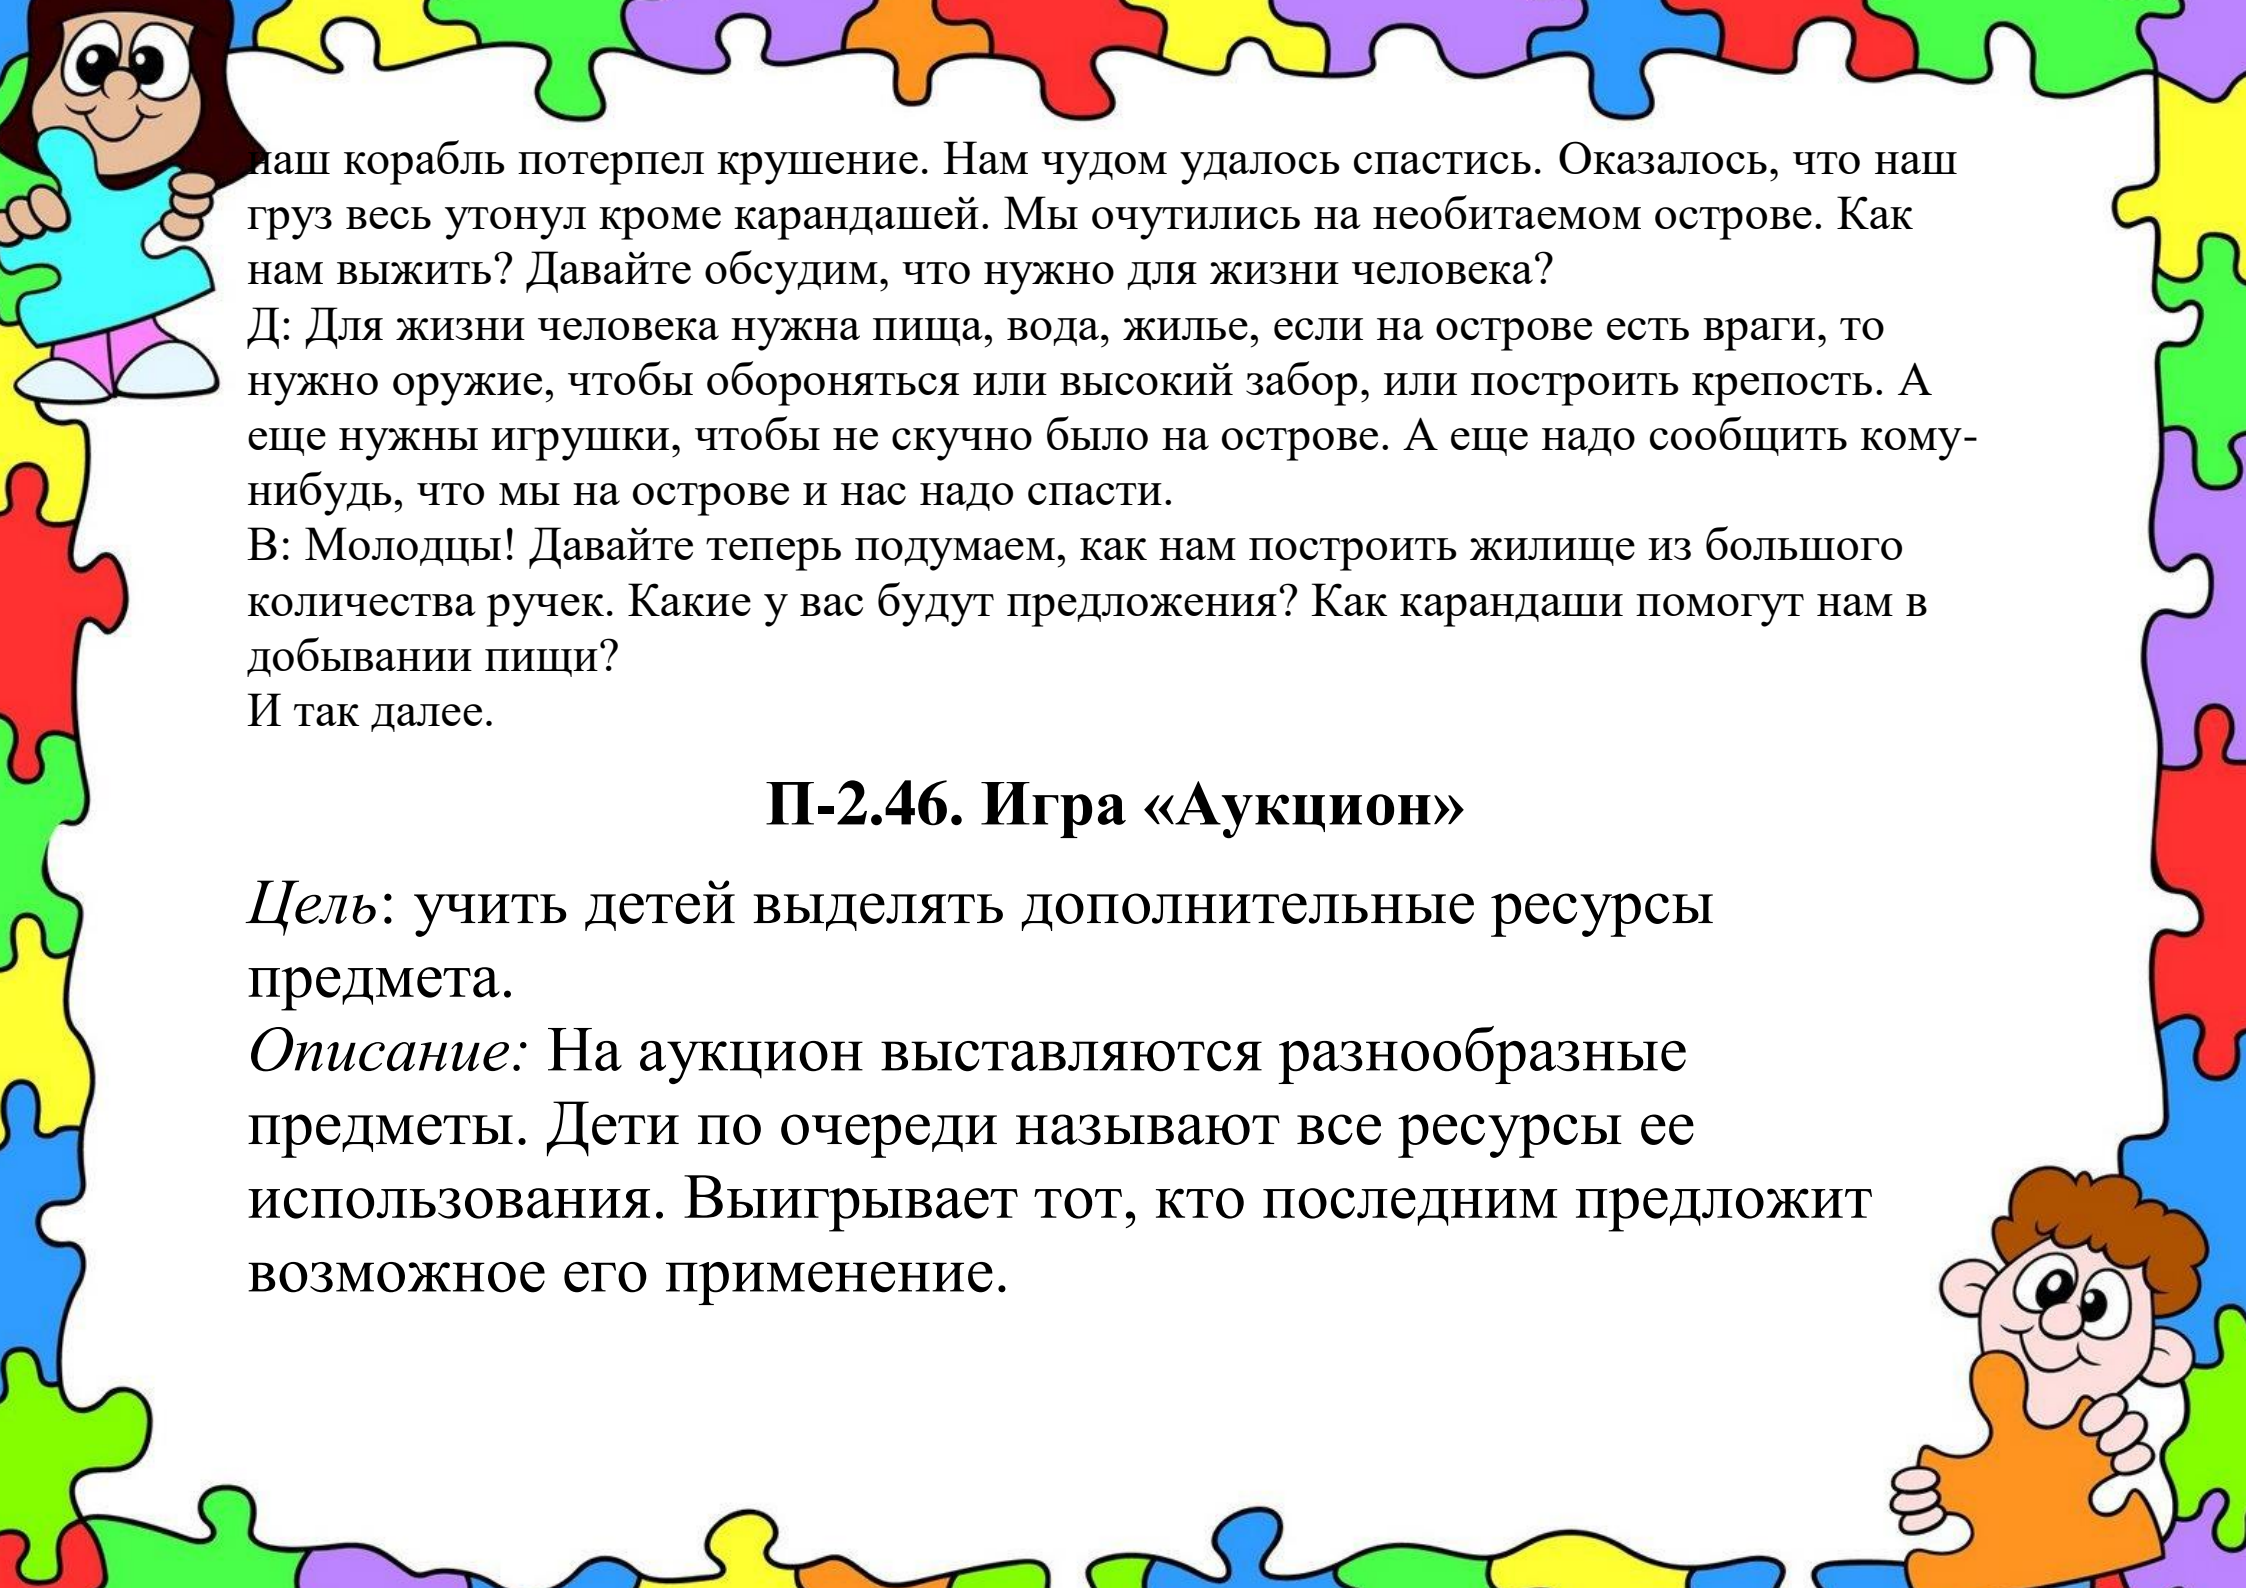 наш корабль потерпел крушение. Нам чудом удалось спастись. Оказалось, что наш
груз весь утонул кроме карандашей. Мы очутились на необитаемом острове. Как
нам выжить? Давайте обсудим, что нужно для жизни человека?
Д: Для жизни человека нужна пища, вода, жилье, если на острове есть враги, то
нужно оружие, чтобы обороняться или высокий забор, или построить крепость. А
еще нужны игрушки, чтобы не скучно было на острове. А еще надо сообщить кому-
нибудь, что мы на острове и нас надо спасти.
В: Молодцы! Давайте теперь подумаем, как нам построить жилище из большого
количества ручек. Какие у вас будут предложения? Как карандаши помогут нам в
добывании пищи?
И так далее.
П-2.46. Игра «Аукцион»
Цель: учить детей выделять дополнительные ресурсы
предмета.
Описание: На аукцион выставляются разнообразные
предметы. Дети по очереди называют все ресурсы ее
использования. Выигрывает тот, кто последним предложит
возможное его применение.